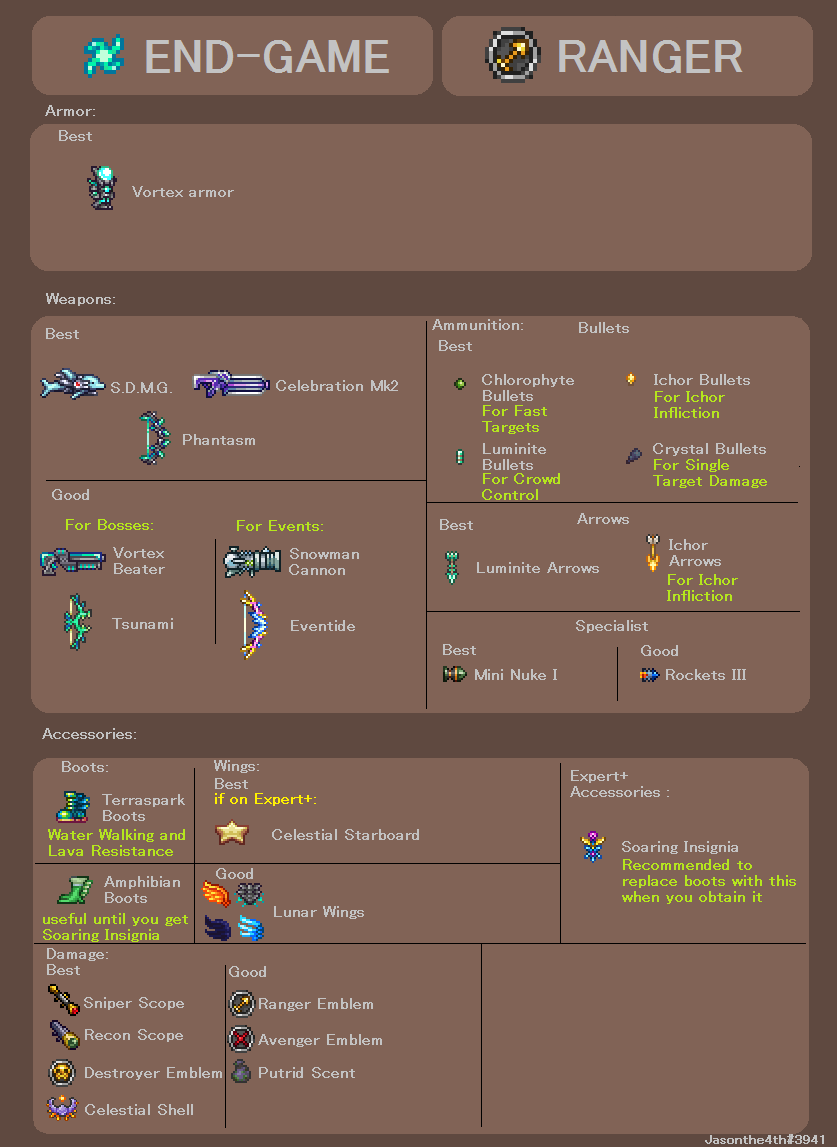 END-GAME
RANGER
Armor:
Best
Vortex armor
Weapons:
Best
S.D.M.G.
Celebration Mk2
Phantasm
Good
For Bosses:
For Events:
Vortex
Beater
Snowman
Cannon
Tsunami
Eventide
Ammunition:
Bullets
Best
Chlorophyte
Bullets
For Fast
Targets
Ichor Bullets
For Ichor
Infliction
Luminite
Bullets
For Crowd
Control
Crystal Bullets
For Single
Target Damage
Best
Arrows
Luminite Arrows
Ichor
Arrows
For Ichor
Infliction
Specialist
Best
Good
Mini Nuke I
Rockets III
Accessories:
Boots:
Terraspark
Boots
Water Walking and
Lava Resistance
Amphibian
Boots
useful until you get
Soaring Insignia
Wings:
Best
if on Expert+:
Celestial Starboard
Good
Lunar Wings
Expert+
Accessories :
Soaring Insignia
Recommended to
replace boots with this
when you obtain it
Damage:
Best
Sniper Scope
Recon Scope
Destroyer Emblem
Celestial Shell
Good
Ranger Emblem
Avenger Emblem
Putrid Scent
Jasonthe4th#3941